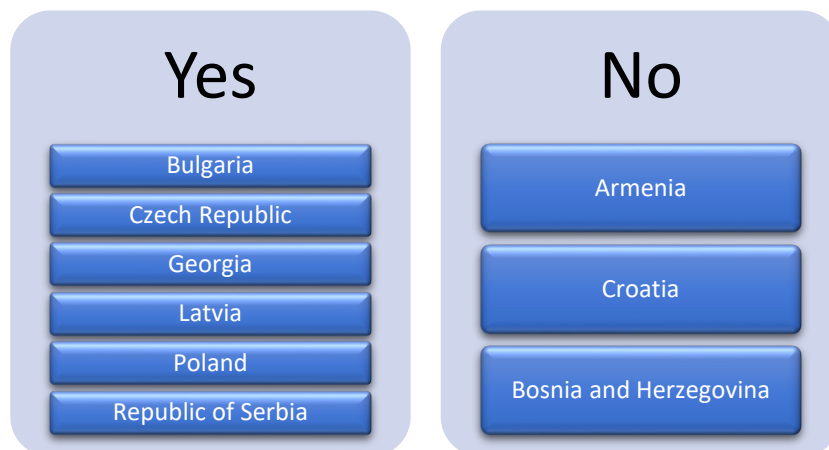 Yes
Bulgaria
Czech Republic
Georgia
Latvia
Poland
Republic of Serbia
No
Armenia
Croatia
Bosnia and Herzegovina